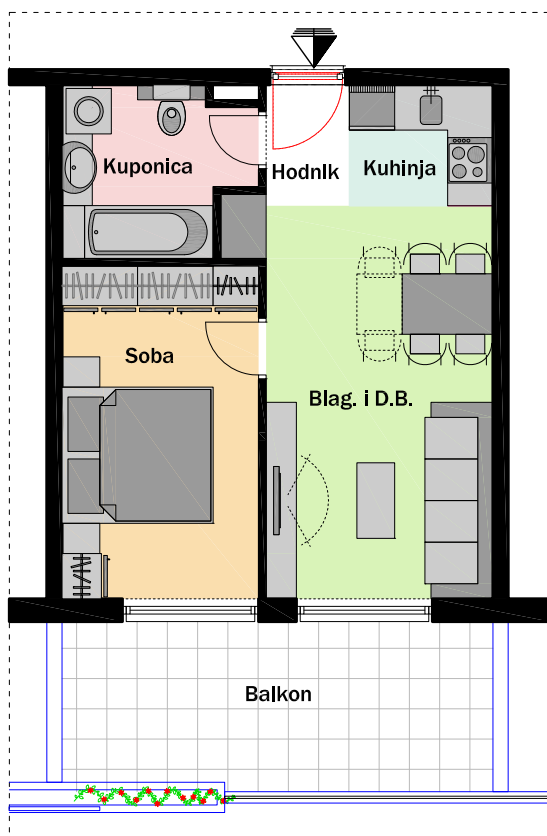 Kuponica
Hodnik
Kuhinja
Soba
Blag. i D.B.
Balkon